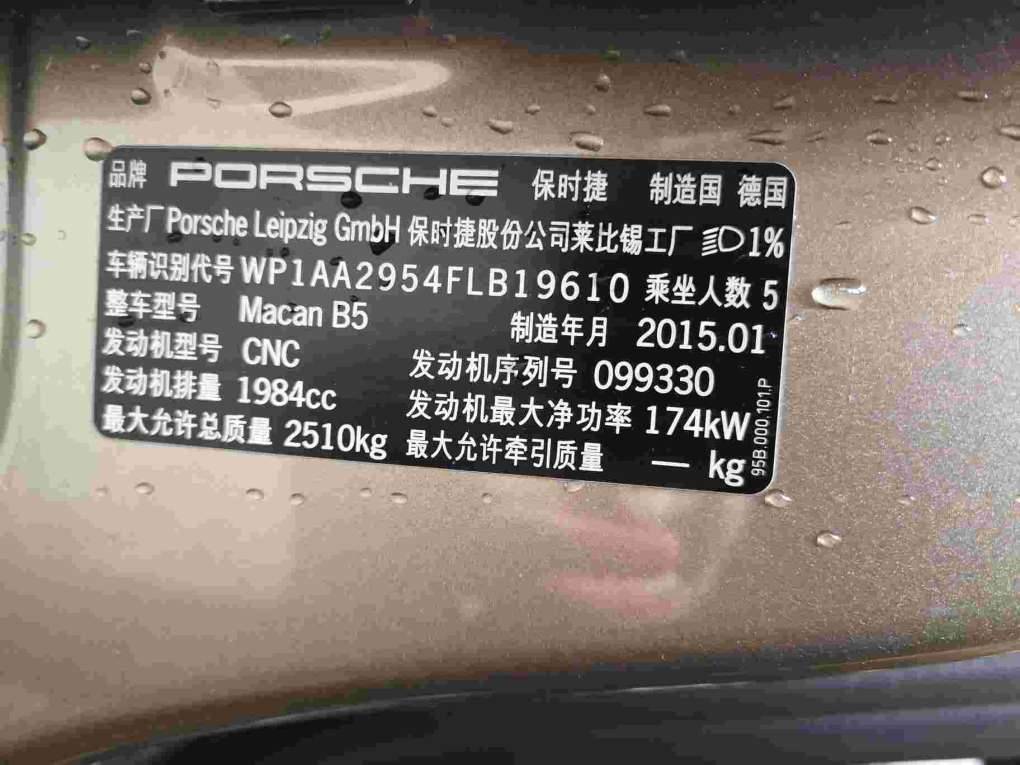 品牌 PORSCHE 保时捷 制造国 德国
生产厂 Porsche Leipzig GmbH 保时捷股份公司莱比锡工厂 1%
车辆识别代号 WP1AA2954FLB19610 乘坐人数 5
整车型号 Macan B5 制造年月 2015.01
发动机型号 CNC 发动机序列号 099330
发动机排量 1984cc 发动机最大净功率 174kW
最大允许总质量 2510kg 最大允许牵引质量 — kg
95B.000.101.P